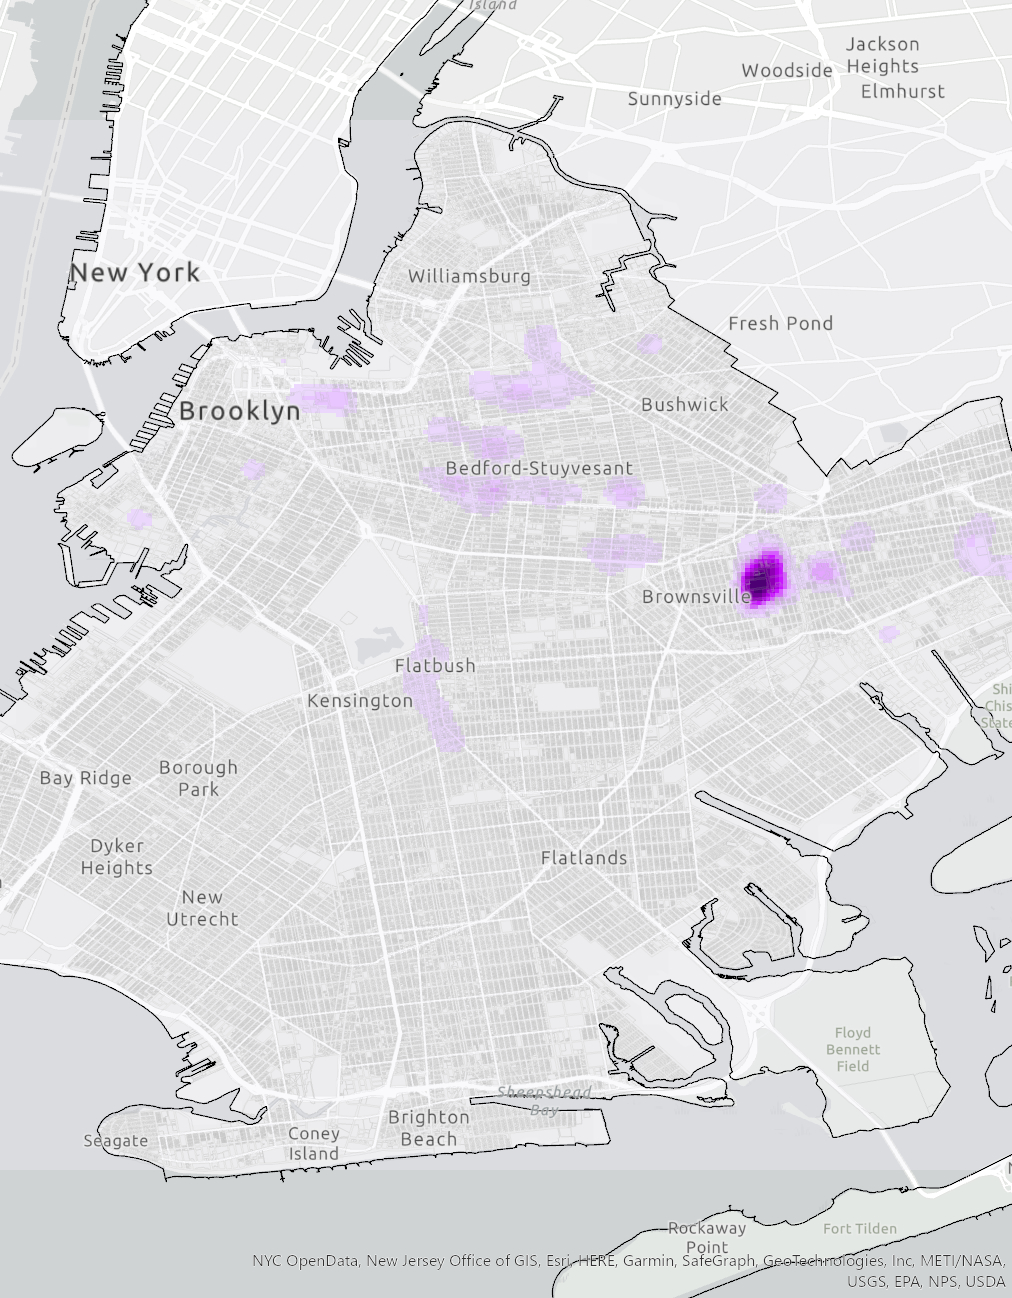 Island
Jackson
Heights
Woodside
Elmhurst
Sunnyside
New York
Williamsburg
Fresh Pond
Bushwick
Brooklyn
Bedford-Stuyvesant
Brownsville
Flatbush
Kensington
Bay Ridge
Borough
Park
Dyker
Heights
Flatlands
New
Utrecht
Floyd
Bennett
Field
Sheepshead
Bay
Brighton
Beach
Coney
Island
Seagate
Rockaway
Point
Fort Tilden
NYC OpenData, New Jersey Office of GIS, Esri, HERE, Garmin, SafeGraph, GeoTechnologies, Inc, METI/NASA,
USGS, EPA, NPS, USDA